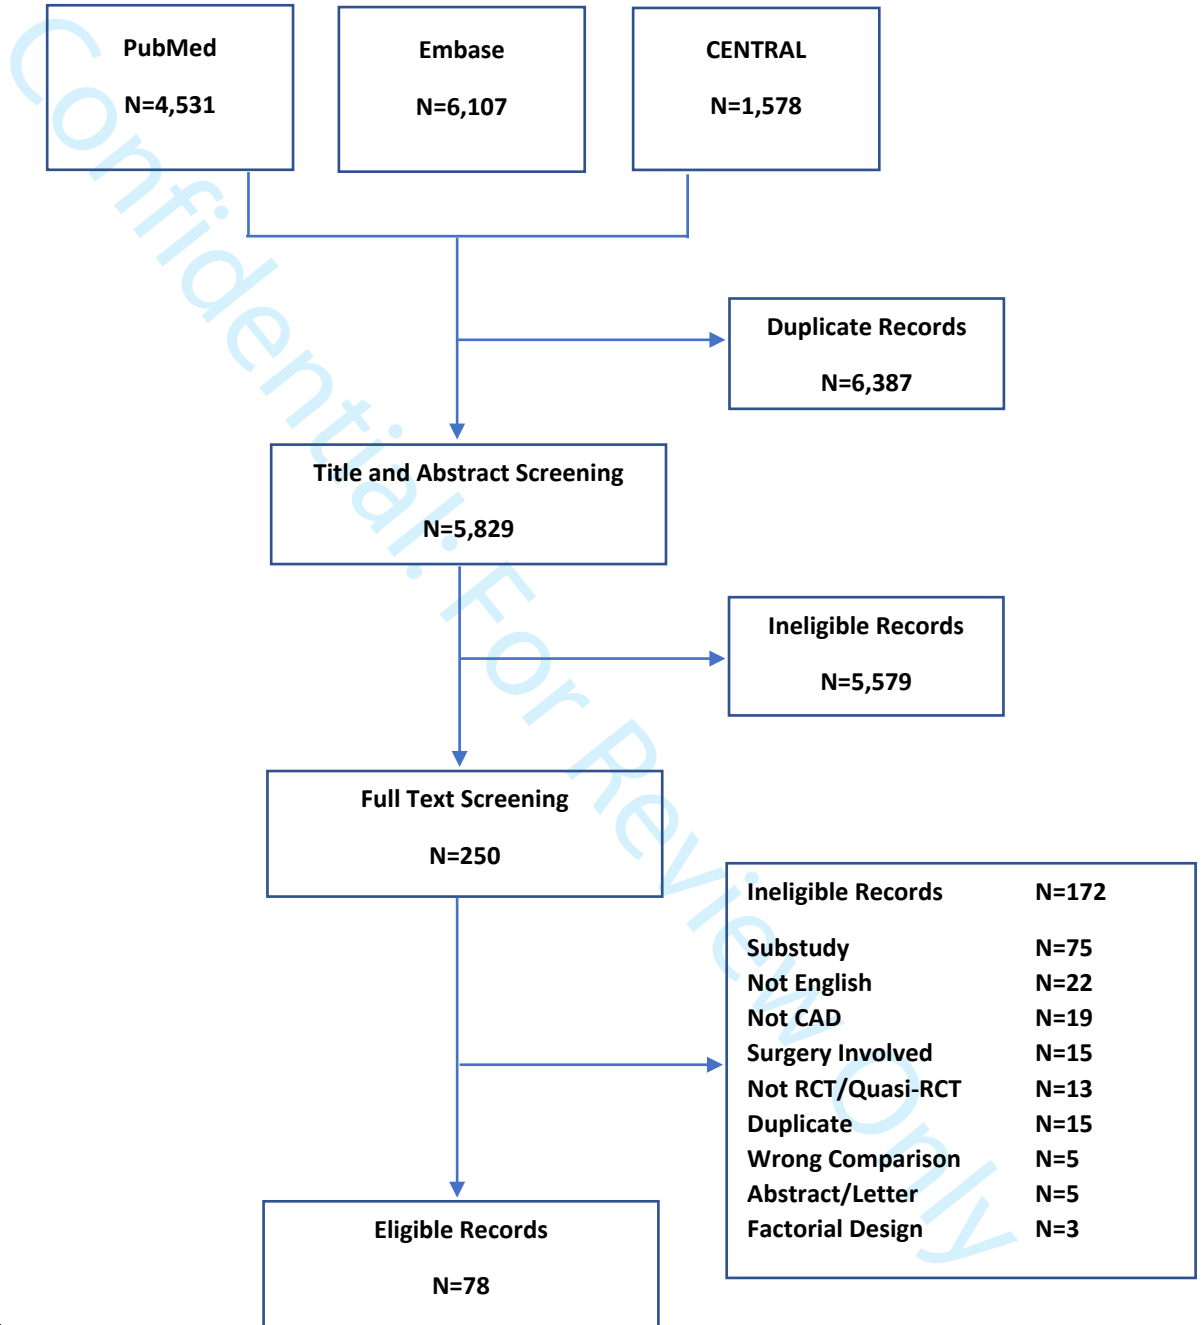 PubMed
N=4,531
Embase
N=6,107
CENTRAL
N=1,578
Duplicate Records
N=6,387
Title and Abstract Screening
N=5,829
Ineligible Records
N=5,579
Full Text Screening
N=250
Ineligible Records N=172
Substudy N=75
Not English N=22
Not CAD N=19
Surgery Involved N=15
Not RCT/Quasi-RCT N=13
Duplicate N=15
Wrong Comparison N=5
Abstract/Letter N=5
Factorial Design N=3
Eligible Records
N=78
Confidential: For Review Only